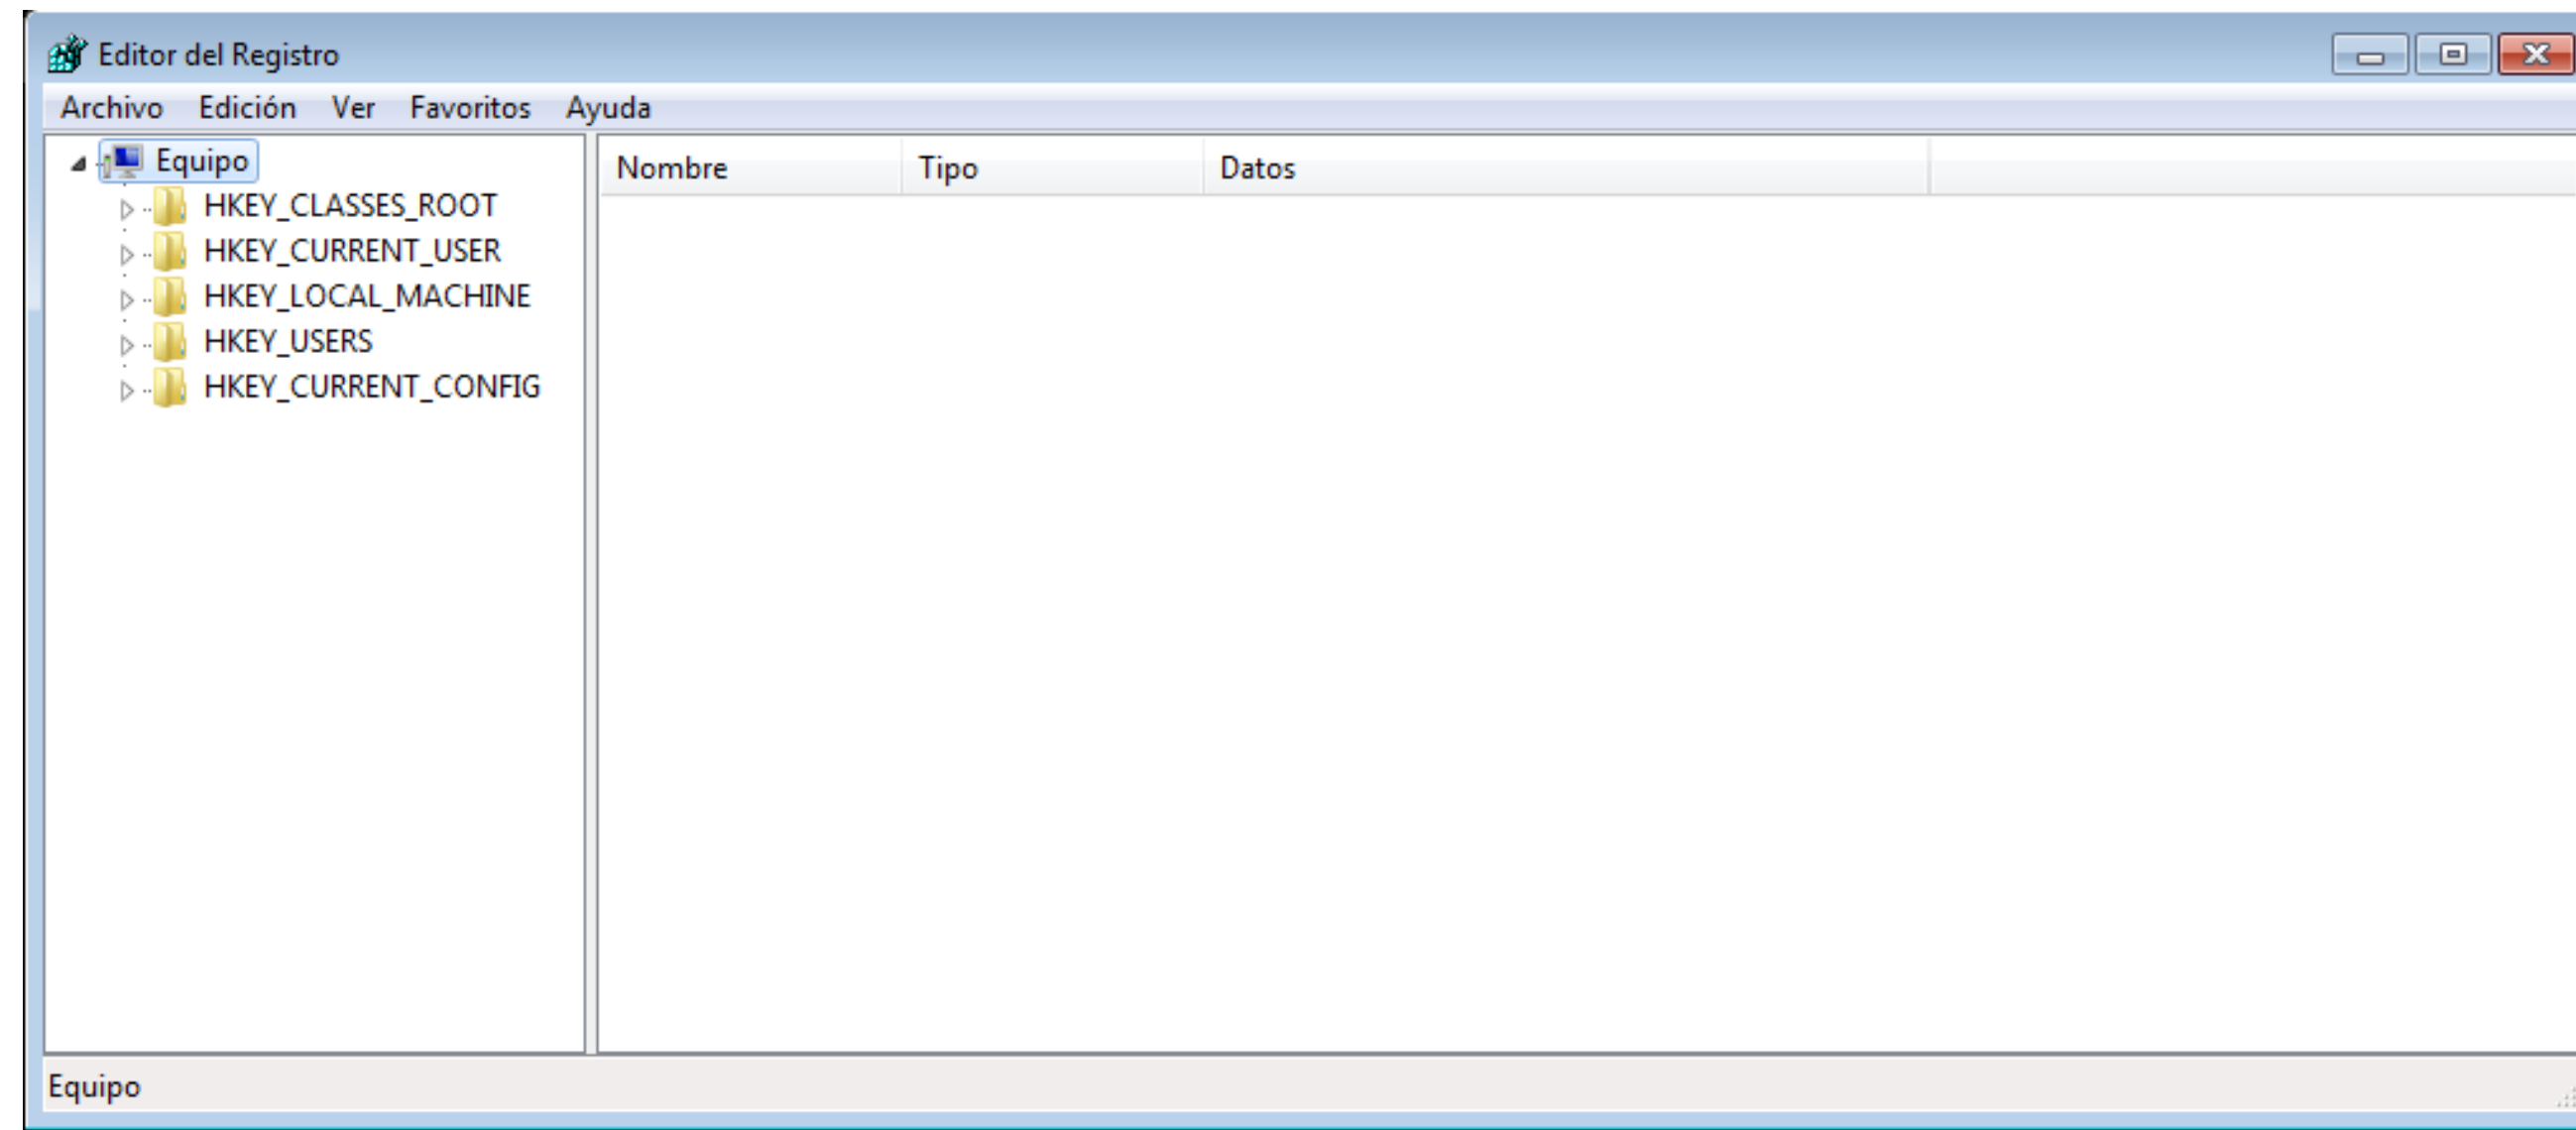 Editor del Registro
Archivo Edición Ver Favoritos Ayuda
Equipo
HKEY_CLASSES_ROOT
HKEY_CURRENT_USER
HKEY_LOCAL_MACHINE
HKEY_USERS
HKEY_CURRENT_CONFIG
Nombre Tipo Datos
Equipo